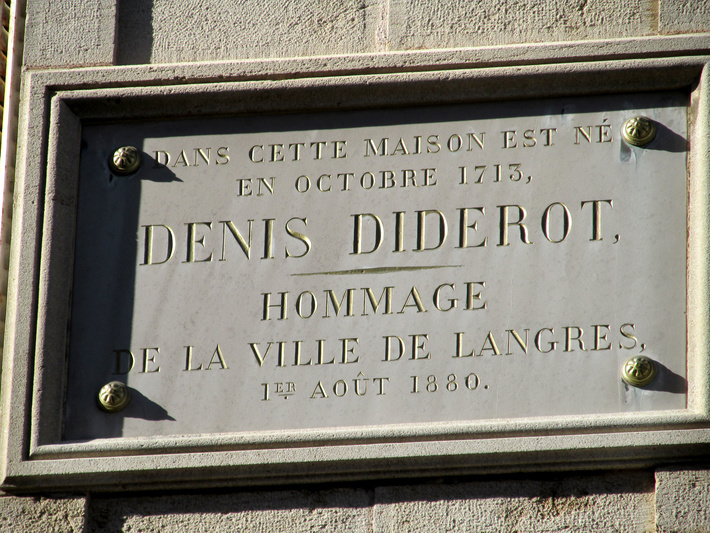 DANS CETTE MAISON EST NÉ
EN OCTOBRE 1713,
DENIS DIDEROT,
HOMMAGE
DE LA VILLE DE LANGRES,
1ER AOÛT 1880.